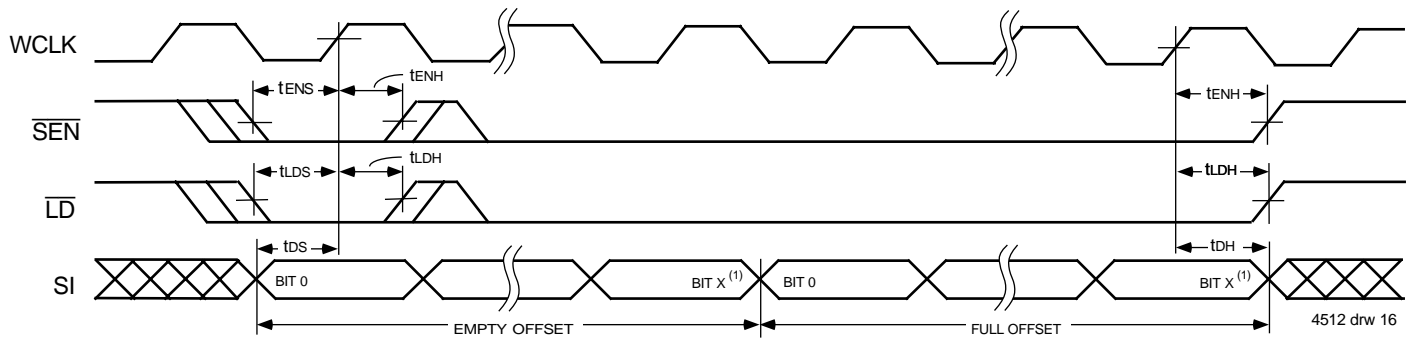 WCLK
tENS
tENH
tENH
SEN
tLDS
tLDH
tLDH
LD
tDS
tDH
SI
BIT 0
BIT X (1)
BIT 0
BIT X (1)
EMPTY OFFSET
FULL OFFSET
4512 drw 16